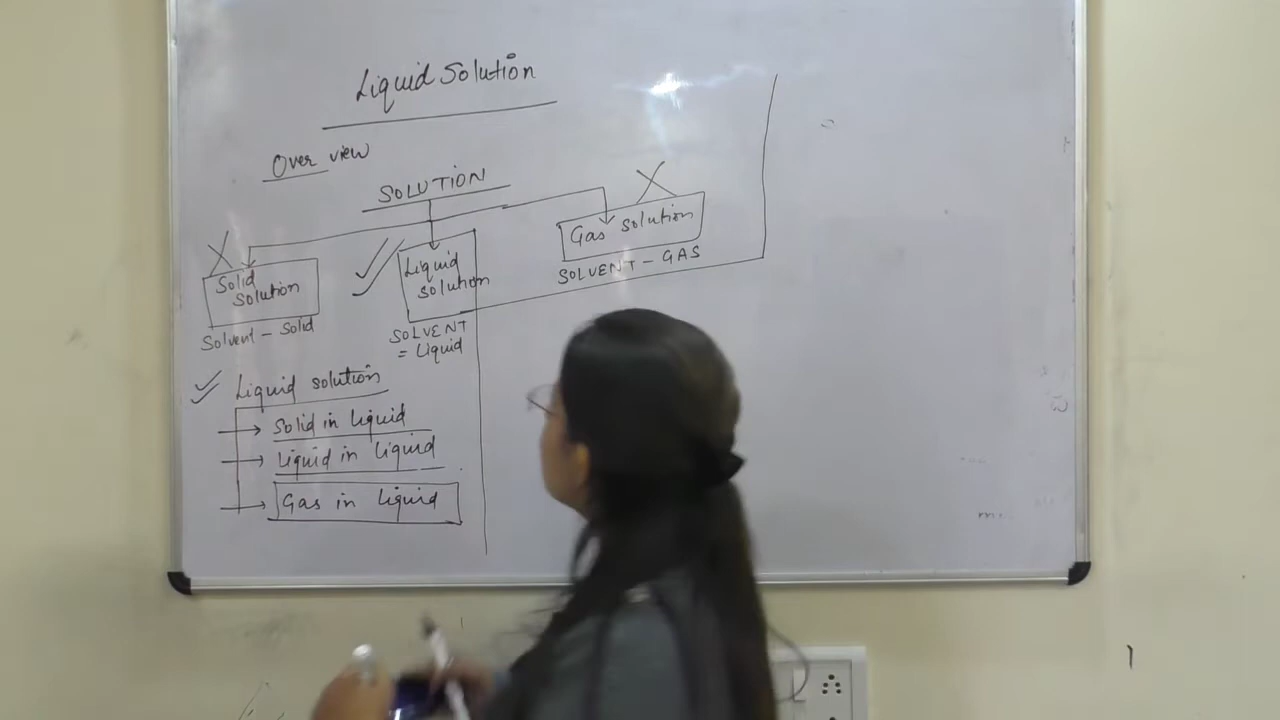 Liquid Solution
Over view
SOLUTION
Solid
Solution
Solvent - Solid
Liquid
solution
SOLVENT
= Liquid
Gas solution
SOLVENT - GAS
Liquid solution
Solid in liquid
Liquid in liquid
Gas in liquid